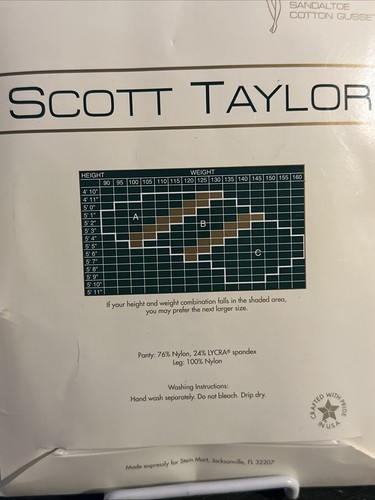 SANDALTOE
COTTON GUSSE
SCOTT TAYLOR
HEIGHT WEIGHT
90 95 100 105 110 115 120 125 130 135 140 145 150 155 160
4' 10"
4' 11"
5' 0"
5' 1"
5' 2"
5' 3"
5' 4"
5' 5"
5' 6"
5' 7"
5' 8"
5' 9"
5' 10"
5' 11"
A
B
C
If your height and weight combination falls in the shaded area,
you may prefer the next larger size.
Panty: 76% Nylon, 24% LYCRA® spandex
Leg: 100% Nylon
Washing Instructions:
Hand wash separately. Do not bleach. Drip dry.
CRAFTED WITH PRIDE
IN U.S.A.
Made expressly for Stein Mart, Jacksonville, FL 32207